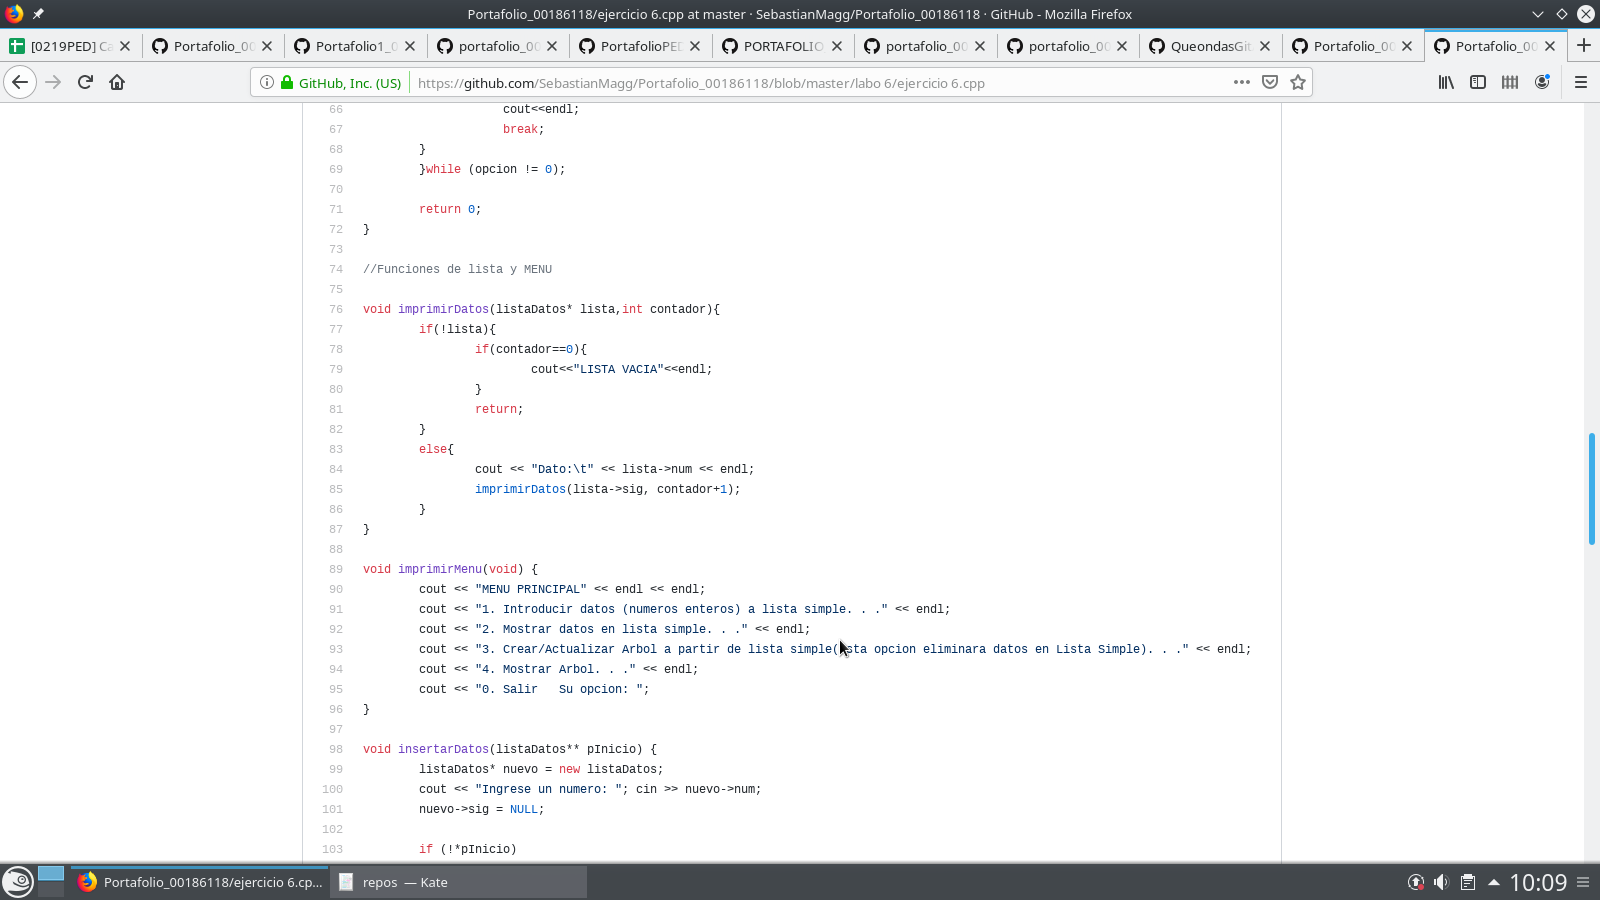 Portafolio_00186118/ejercicio 6.cpp at master · SebastianMagg/Portafolio_00186118 · GitHub - Mozilla Firefox
[0219PED] Ca
Portafolio_00
Portafolio1_0
portafolio_00
PortafolioPED
PORTAFOLIO
portafolio_00
portafolio_00
QueondasGit
Portafolio_00
Portafolio_00
GitHub, Inc. (US)
https://github.com/SebastianMagg/Portafolio_00186118/blob/master/labo 6/ejercicio 6.cpp
66 cout<<endl;
67 break;
68 }
69 }while (opcion != 0);
70
71 return 0;
72 }
73
74 //Funciones de lista y MENU
75
76 void imprimirDatos(listaDatos* lista,int contador){
77 if(!lista){
78 if(contador==0){
79 cout<<"LISTA VACIA"<<endl;
80 }
81 return;
82 }
83 else{
84 cout << "Dato:\t" << lista->num << endl;
85 imprimirDatos(lista->sig, contador+1);
86 }
87 }
88
89 void imprimirMenu(void) {
90 cout << "MENU PRINCIPAL" << endl << endl;
91 cout << "1. Introducir datos (numeros enteros) a lista simple. . ." << endl;
92 cout << "2. Mostrar datos en lista simple. . ." << endl;
93 cout << "3. Crear/Actualizar Arbol a partir de lista simple(esta opcion eliminara datos en Lista Simple). . ." << endl;
94 cout << "4. Mostrar Arbol. . ." << endl;
95 cout << "0. Salir   Su opcion: ";
96 }
97
98 void insertarDatos(listaDatos** pInicio) {
99 listaDatos* nuevo = new listaDatos;
100 cout << "Ingrese un numero: "; cin >> nuevo->num;
101 nuevo->sig = NULL;
102
103 if (!*pInicio)
Portafolio_00186118/ejercicio 6.cp...
repos — Kate
10:09